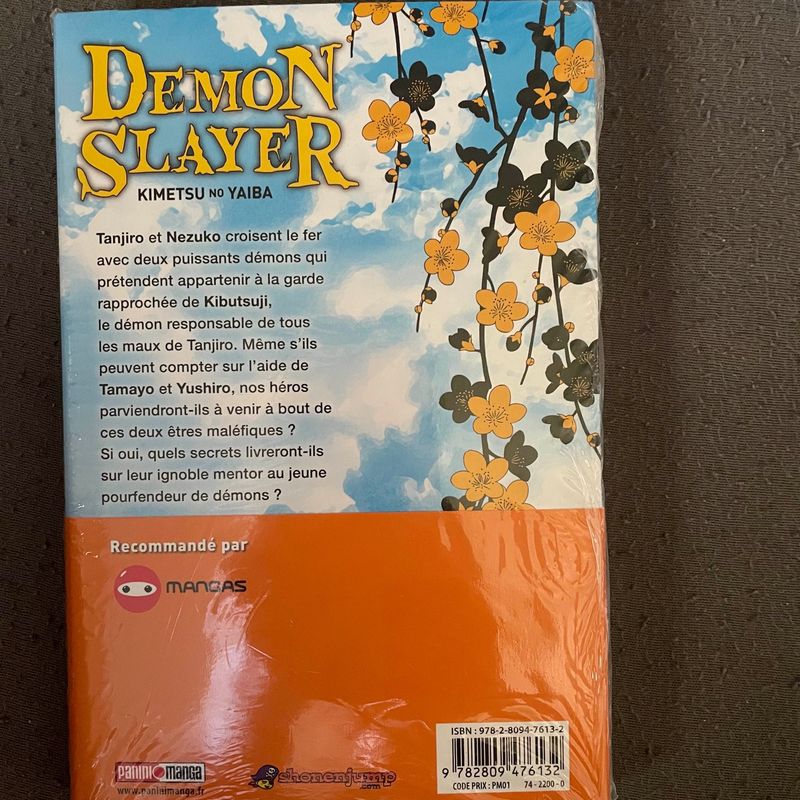 DEMON
SLAYER
KIMETSU NO YAIBA
Tanjiro et Nezuko croisent le fer
avec deux puissants démons qui
prétendent appartenir à la garde
rapprochée de Kibutsuji,
le démon responsable de tous
les maux de Tanjiro. Même s'ils
peuvent compter sur l'aide de
Tamayo et Yushiro, nos héros
parviendront-ils à venir à bout de
ces deux êtres maléfiques ?
Si oui, quels secrets livreront-ils
sur leur ignoble mentor au jeune
pourfendeur de démons ?
Recommandé par
MANGAS
ISBN : 978-2-8094-7613-2
9 782809 476132
CODE PRIX : PM01 74 - 2200 - 0
PANINI MANGA
www.paninimanga.fr
shonenjump
.com